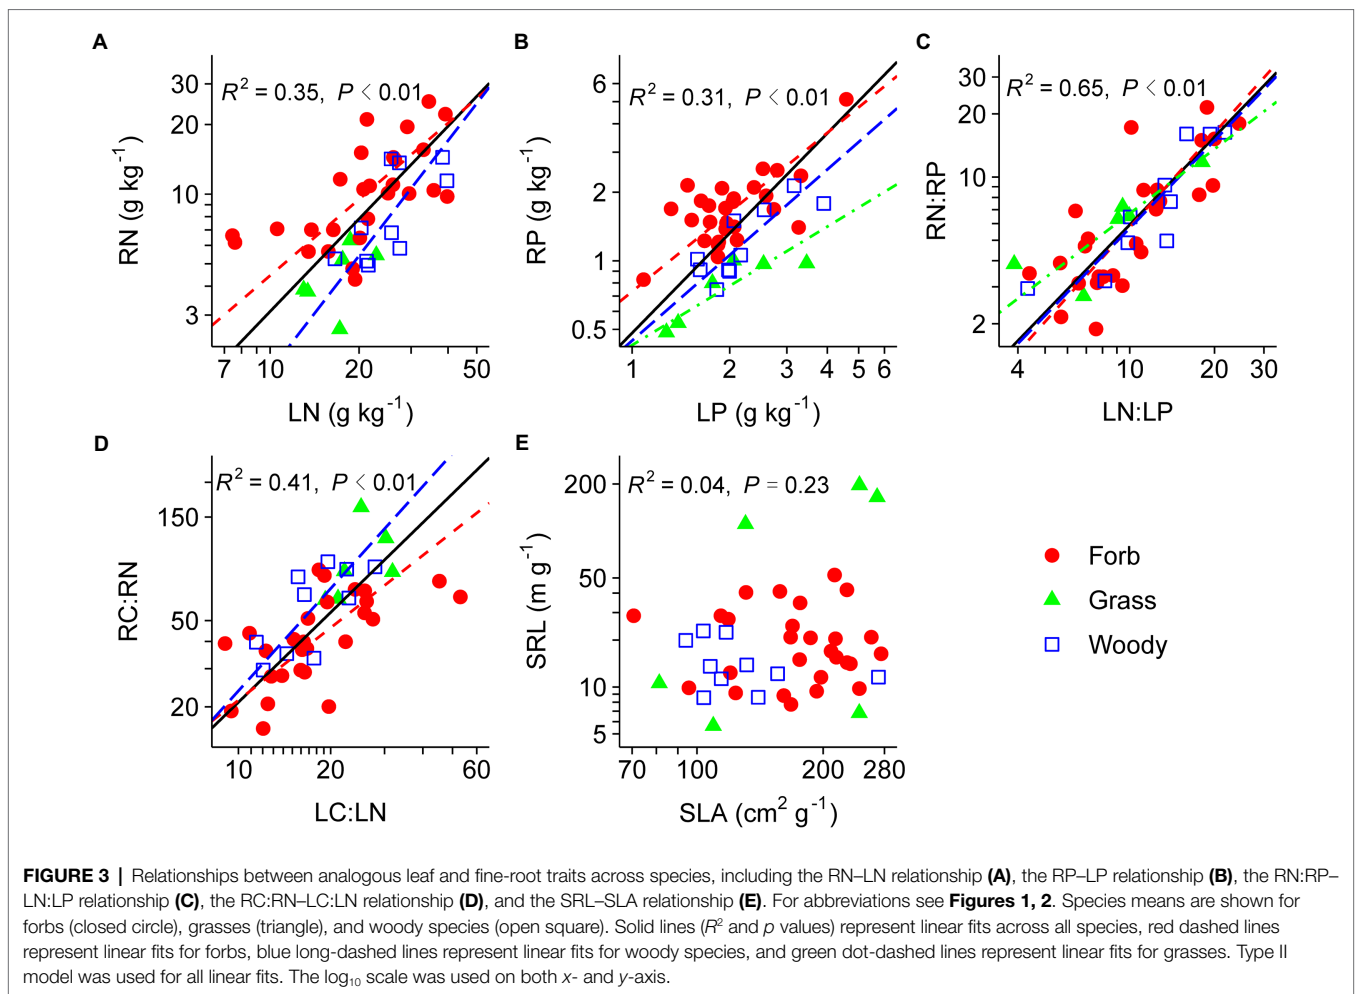 A
R² = 0.35, P < 0.01
30
20
10
3
RN (g kg⁻¹)
7 10 20 50
LN (g kg⁻¹)
B
R² = 0.31, P < 0.01
6
2
1
0.5
RP (g kg⁻¹)
1 2 3 4 5 6
LP (g kg⁻¹)
C
R² = 0.65, P < 0.01
30
20
10
2
RN:RP
4 10 20 30
LN:LP
D
R² = 0.41, P < 0.01
150
50
20
RC:RN
10 20 60
LC:LN
E
R² = 0.04, P = 0.23
200
50
10
5
SRL (m g⁻¹)
70 100 200 280
SLA (cm² g⁻¹)
Forb
Grass
Woody
FIGURE 3 | Relationships between analogous leaf and fine-root traits across species, including the RN–LN relationship (A), the RP–LP relationship (B), the RN:RP–
LN:LP relationship (C), the RC:RN–LC:LN relationship (D), and the SRL–SLA relationship (E). For abbreviations see Figures 1, 2. Species means are shown for
forbs (closed circle), grasses (triangle), and woody species (open square). Solid lines (R² and p values) represent linear fits across all species, red dashed lines
represent linear fits for forbs, blue long-dashed lines represent linear fits for woody species, and green dot-dashed lines represent linear fits for grasses. Type II
model was used for all linear fits. The log₁₀ scale was used on both x- and y-axis.